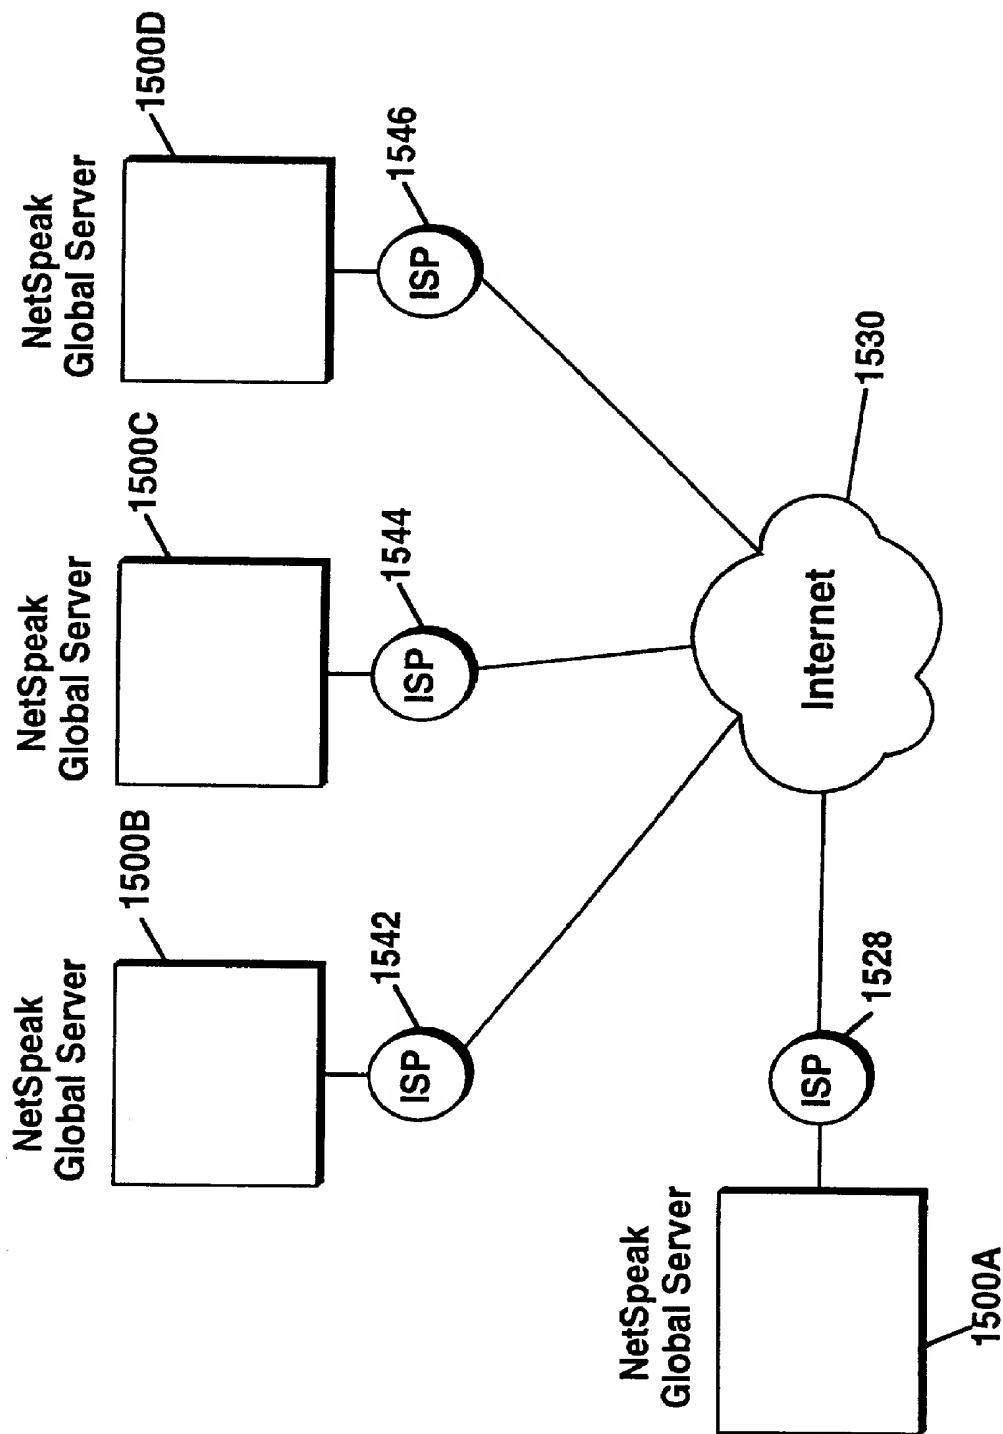 NetSpeak
Global Server
1500B
ISP
1542
NetSpeak
Global Server
1500C
ISP
1544
NetSpeak
Global Server
1500D
ISP
1546
NetSpeak
Global Server
1500A
ISP
1528
Internet
1530